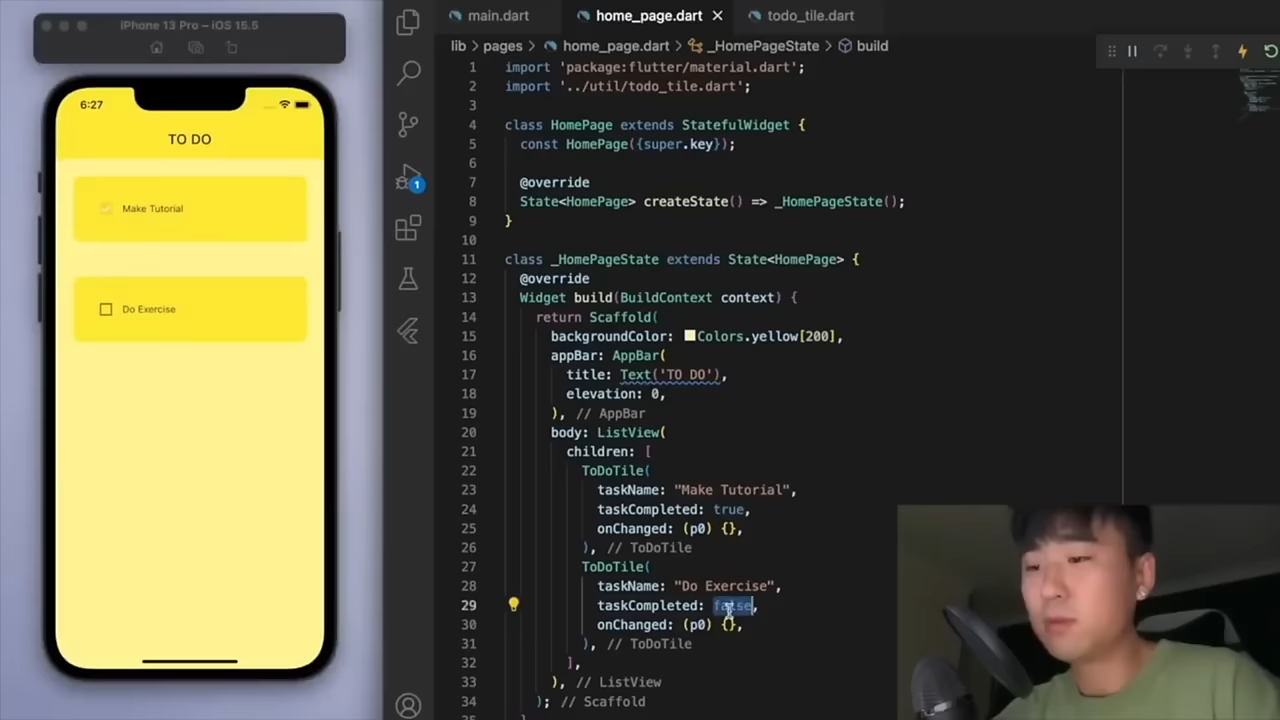 iPhone 13 Pro – iOS 15.5
6:27
TO DO
Make Tutorial
Do Exercise
1
main.dart
home_page.dart
todo_tile.dart
lib > pages > home_page.dart > _HomePageState > build
1 import 'package:flutter/material.dart';
2 import '../util/todo_tile.dart';
3
4 class HomePage extends StatefulWidget {
5 const HomePage({super.key});
6
7 @override
8 State<HomePage> createState() => _HomePageState();
9 }
10
11 class _HomePageState extends State<HomePage> {
12 @override
13 Widget build(BuildContext context) {
14 return Scaffold(
15 backgroundColor: Colors.yellow[200],
16 appBar: AppBar(
17 title: Text('TO DO'),
18 elevation: 0,
19 ), // AppBar
20 body: ListView(
21 children: [
22 ToDoTile(
23 taskName: "Make Tutorial",
24 taskCompleted: true,
25 onChanged: (p0) {},
26 ), // ToDoTile
27 ToDoTile(
28 taskName: "Do Exercise",
29 taskCompleted: false,
30 onChanged: (p0) {},
31 ), // ToDoTile
32 ],
33 ), // ListView
34 ); // Scaffold
35 }